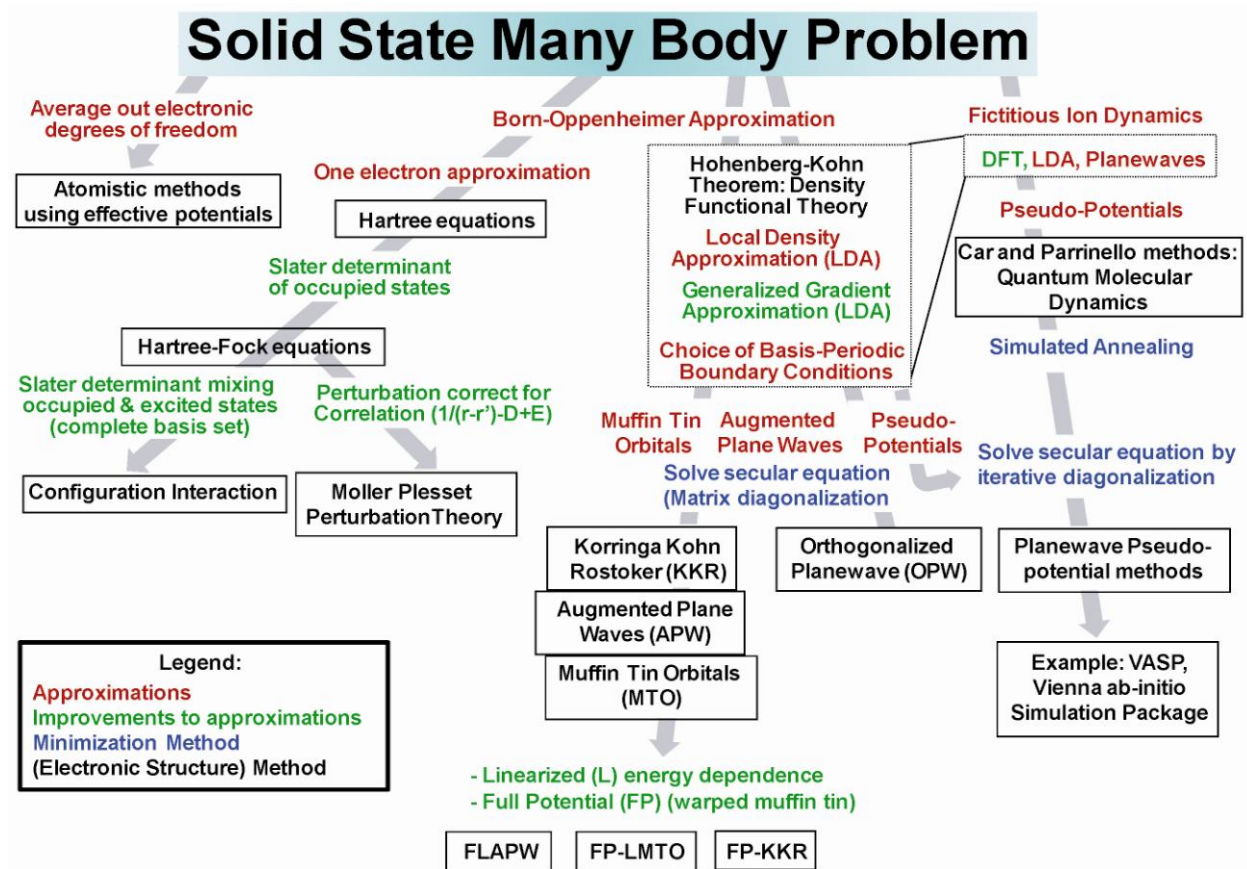 Solid State Many Body Problem
Average out electronic
degrees of freedom
Atomistic methods
using effective potentials
Born-Oppenheimer Approximation
One electron approximation
Hartree equations
Slater determinant
of occupied states
Hartree-Fock equations
Slater determinant mixing
occupied & excited states
(complete basis set)
Perturbation correct for
Correlation (1/(r-r')-D+E)
Configuration Interaction
Moller Plesset
Perturbation Theory
Hohenberg-Kohn
Theorem: Density
Functional Theory
Local Density
Approximation (LDA)
Generalized Gradient
Approximation (LDA)
Choice of Basis-Periodic
Boundary Conditions
Fictitious Ion Dynamics
DFT, LDA, Planewaves
Pseudo-Potentials
Car and Parrinello methods:
Quantum Molecular
Dynamics
Simulated Annealing
Muffin Tin
Orbitals
Augmented
Plane Waves
Pseudo-
Potentials
Solve secular equation
(Matrix diagonalization
Solve secular equation by
iterative diagonalization
Korringa Kohn
Rostoker (KKR)
Augmented Plane
Waves (APW)
Muffin Tin Orbitals
(MTO)
Orthogonalized
Planewave (OPW)
Planewave Pseudo-
potential methods
Example: VASP,
Vienna ab-initio
Simulation Package
- Linearized (L) energy dependence
- Full Potential (FP) (warped muffin tin)
FLAPW
FP-LMTO
FP-KKR
Legend:
Approximations
Improvements to approximations
Minimization Method
(Electronic Structure) Method